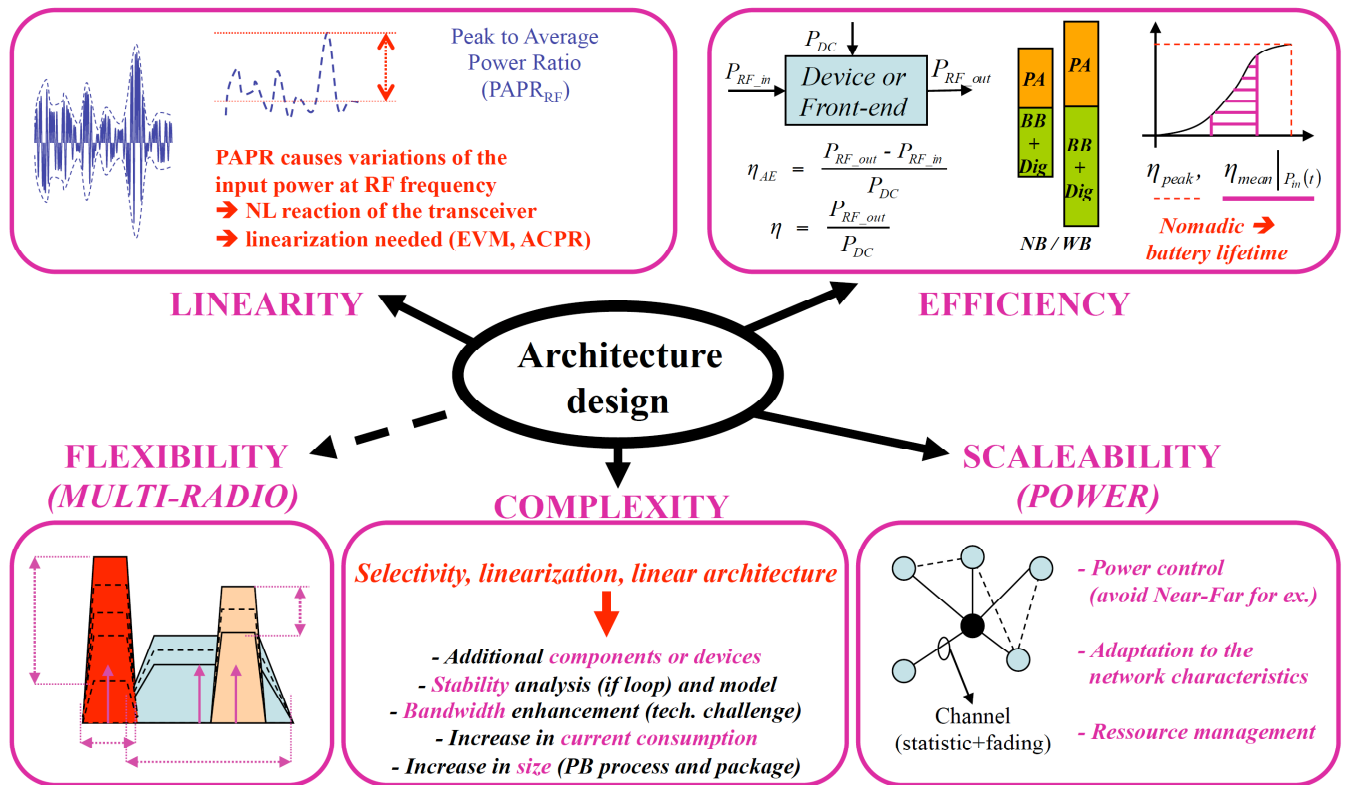 Peak to Average
Power Ratio
(PAPR_RF)
PAPR causes variations of the
input power at RF frequency
➔ NL reaction of the transceiver
➔ linearization needed (EVM, ACPR)
LINEARITY
P_DC
P_RF_in
Device or
Front-end
P_RF_out
η_AE = (P_RF_out - P_RF_in) / P_DC
η = P_RF_out / P_DC
PA
BB
+
Dig
PA
BB
+
Dig
NB / WB
η_peak, η_mean|P_in(t)
Nomadic ➔
battery lifetime
EFFICIENCY
Architecture
design
FLEXIBILITY
(MULTI-RADIO)
COMPLEXITY
Selectivity, linearization, linear architecture
- Additional components or devices
- Stability analysis (if loop) and model
- Bandwidth enhancement (tech. challenge)
- Increase in current consumption
- Increase in size (PB process and package)
SCALEABILITY
(POWER)
Channel
(statistic+fading)
- Power control
(avoid Near-Far for ex.)
- Adaptation to the
network characteristics
- Ressource management